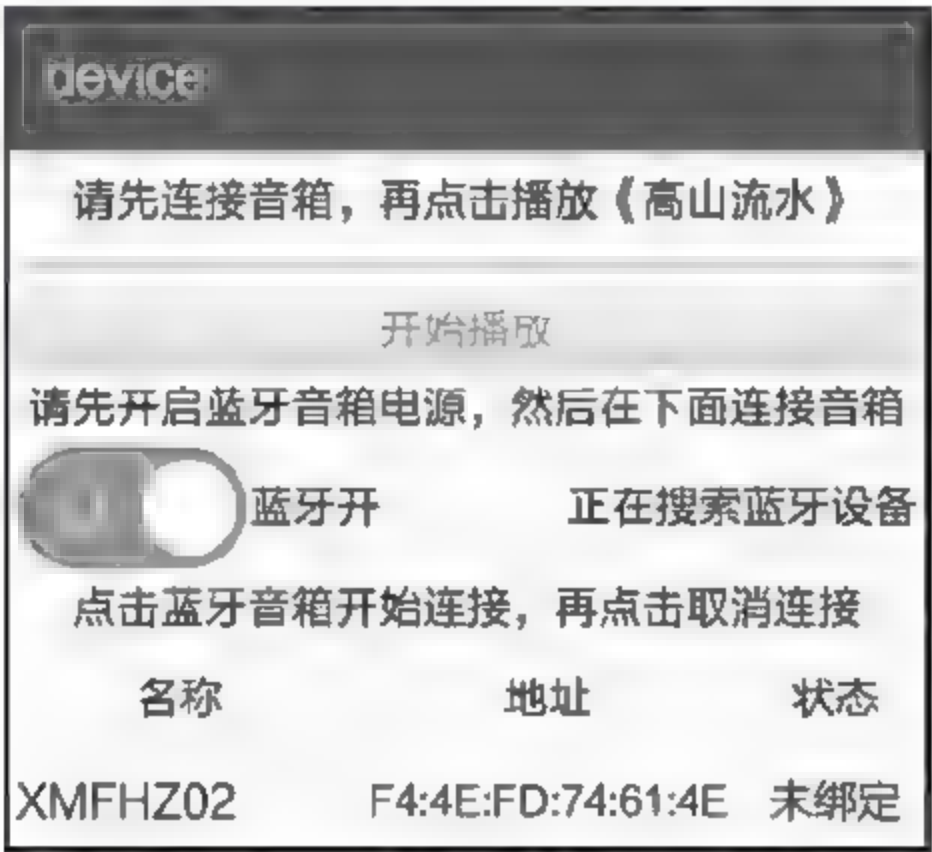 device
请先连接音箱，再点击播放《高山流水》
开始播放
请先开启蓝牙音箱电源，然后在下面连接音箱
蓝牙开 正在搜索蓝牙设备
点击蓝牙音箱开始连接，再点击取消连接
名称 地址 状态
XMFHZ02 F4:4E:FD:74:61:4E 未绑定